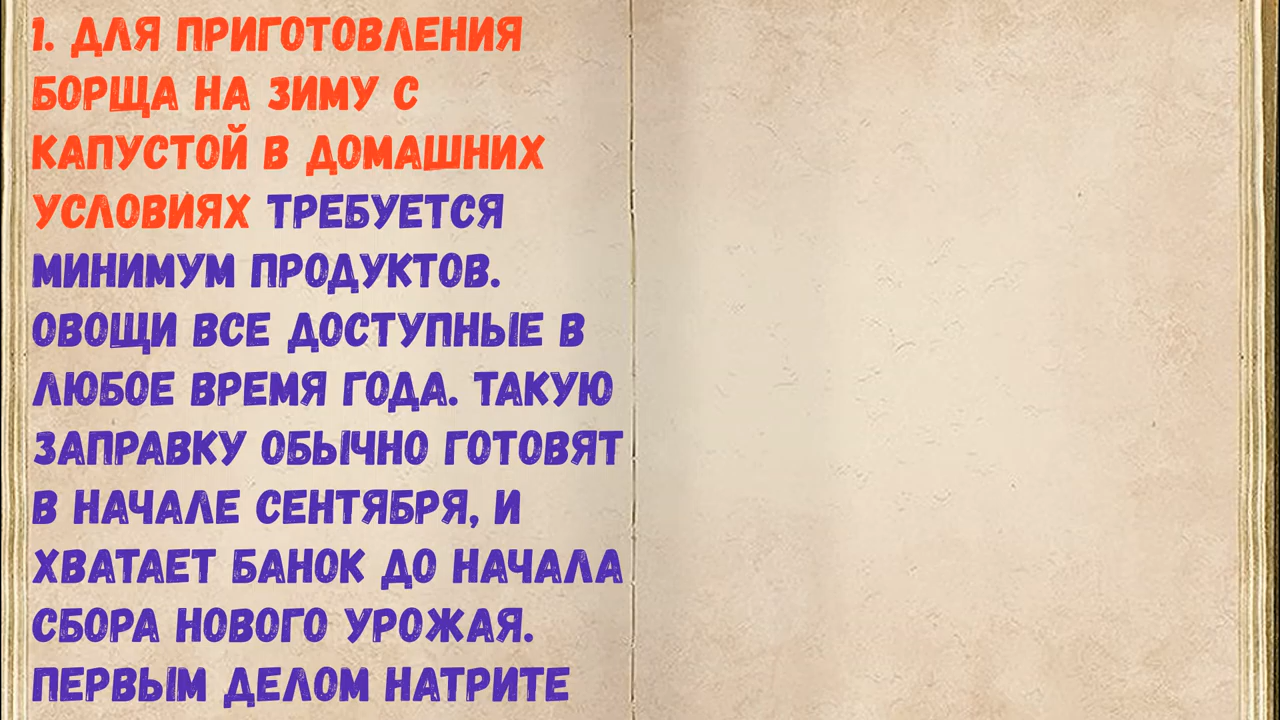 1. ДЛЯ ПРИГОТОВЛЕНИЯ
БОРЩА НА ЗИМУ С
КАПУСТОЙ В ДОМАШНИХ
УСЛОВИЯХ ТРЕБУЕТСЯ
МИНИМУМ ПРОДУКТОВ.
ОВОЩИ ВСЕ ДОСТУПНЫЕ В
ЛЮБОЕ ВРЕМЯ ГОДА. ТАКУЮ
ЗАПРАВКУ ОБЫЧНО ГОТОВЯТ
В НАЧАЛЕ СЕНТЯБРЯ, И
ХВАТАЕТ БАНОК ДО НАЧАЛА
СБОРА НОВОГО УРОЖАЯ.
ПЕРВЫМ ДЕЛОМ НАТРИТЕ